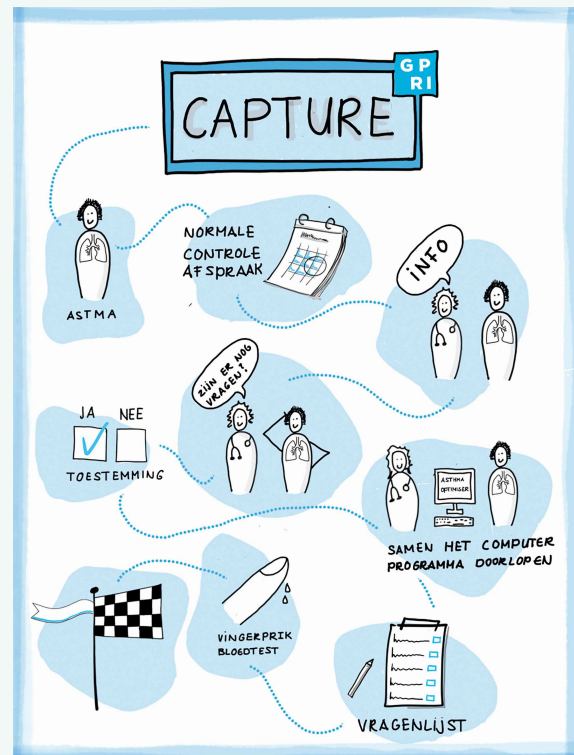 GP
RI
CAPTURE
ASTMA
NORMALE
CONTROLE
AFSPRAAK
INFO
ZIJN ER NOG
VRAGEN?
JA NEE
TOESTEMMING
ASTHMA
OPTIMISER
SAMEN HET COMPUTER
PROGRAMMA DOORLOPEN
VRAGENLIJST
VINGERPRIK
BLOEDTEST